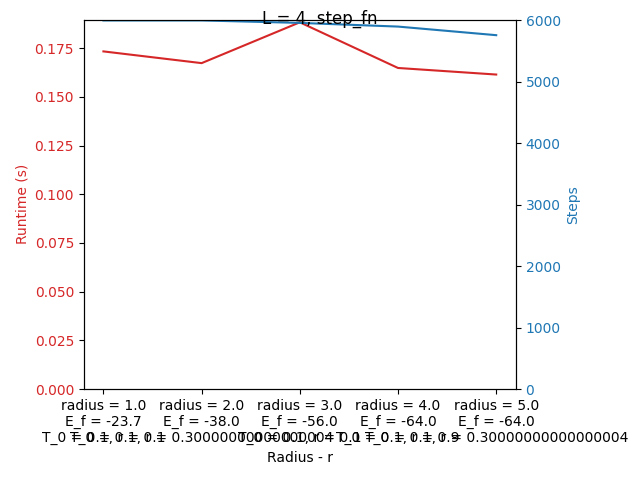 L = 4, step_fn
0.175
0.150
0.125
0.100
0.075
0.050
0.025
0.000
Runtime (s)
6000
5000
4000
3000
2000
1000
0
Steps
radius = 1.0 radius = 2.0 radius = 3.0 radius = 4.0 radius = 5.0
E_f = -23.7 E_f = -38.0 E_f = -56.0 E_f = -64.0 E_f = -64.0
Radius - r